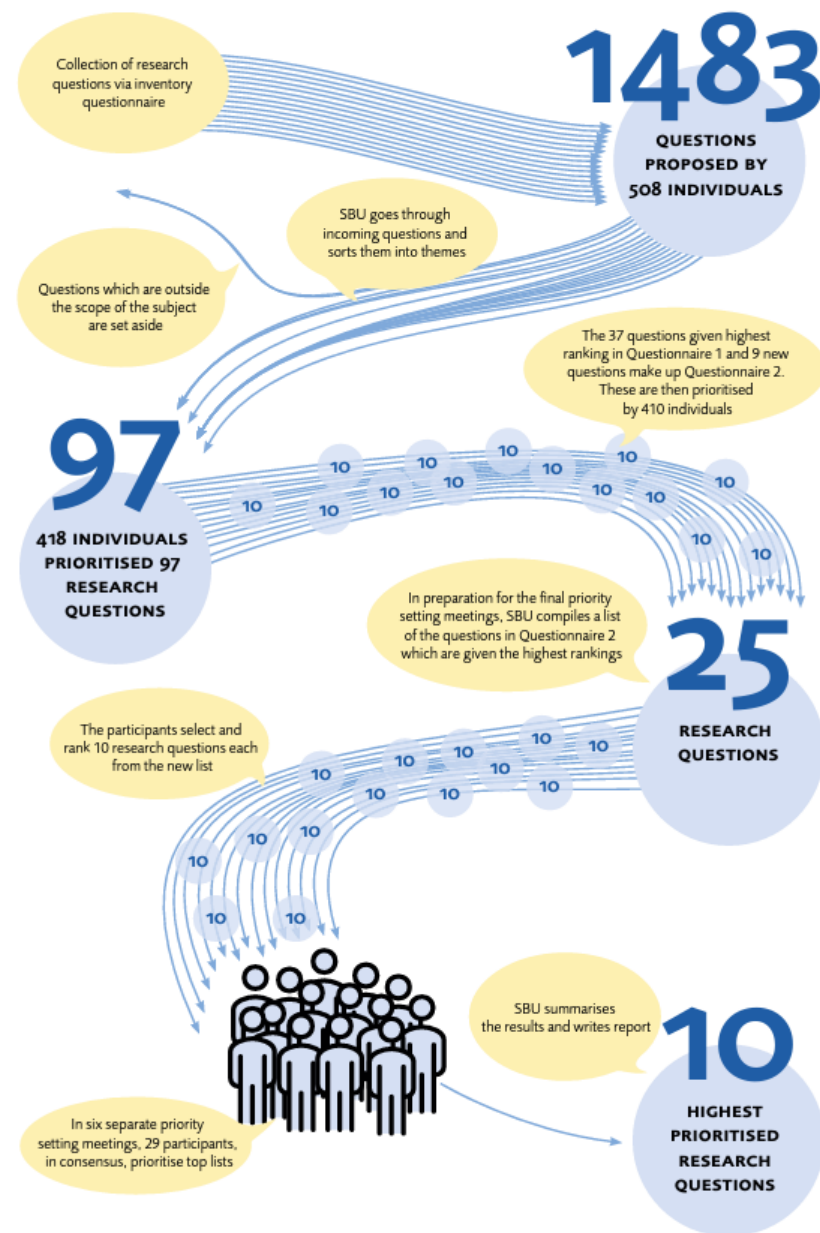 Collection of research
questions via inventory
questionnaire
1483
QUESTIONS
PROPOSED BY
508 INDIVIDUALS
SBU goes through
incoming questions and
sorts them into themes
Questions which are outside
the scope of the subject
are set aside
The 37 questions given highest
ranking in Questionnaire 1 and 9 new
questions make up Questionnaire 2.
These are then prioritised
by 410 individuals
97
418 INDIVIDUALS
PRIORITISED 97
RESEARCH
QUESTIONS
10
10
10
10
10
10
10
10
10
10
10
10
10
10
In preparation for the final priority
setting meetings, SBU compiles a list
of the questions in Questionnaire 2
which are given the highest rankings
25
RESEARCH
QUESTIONS
The participants select and
rank 10 research questions each
from the new list
10
10
10
10
10
10
10
10
10
10
10
10
10
10
SBU summarises
the results and writes report
10
HIGHEST
PRIORITISED
RESEARCH
QUESTIONS
In six separate priority
setting meetings, 29 participants,
in consensus, prioritise top lists